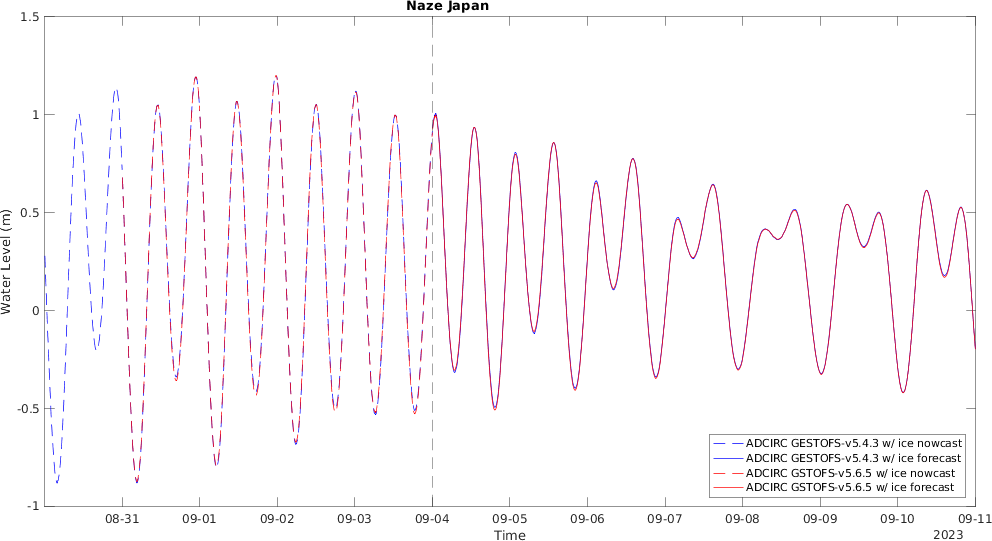 Naze Japan
1.5
1
0.5
0
-0.5
-1
Water Level (m)
08-31 09-01 09-02 09-03 09-04 09-05 09-06 09-07 09-08 09-09 09-10 09-11
Time
2023
ADCIRC GESTOFS-v5.4.3 w/ ice nowcast
ADCIRC GESTOFS-v5.4.3 w/ ice forecast
ADCIRC GSTOFS-v5.6.5 w/ ice nowcast
ADCIRC GSTOFS-v5.6.5 w/ ice forecast